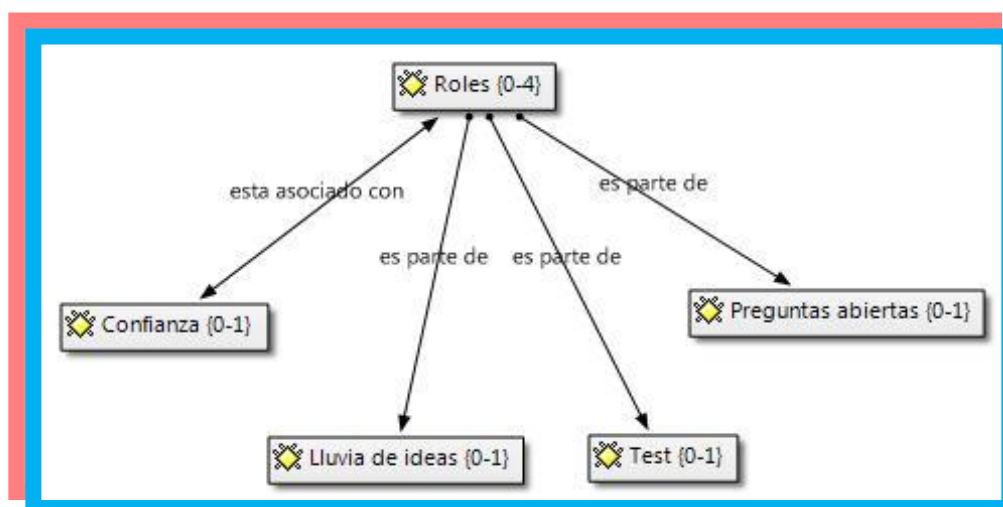 Roles {0-4}
esta asociado con
es parte de
es parte de
es parte de
Confianza {0-1}
Preguntas abiertas {0-1}
Lluvia de ideas {0-1}
Test {0-1}